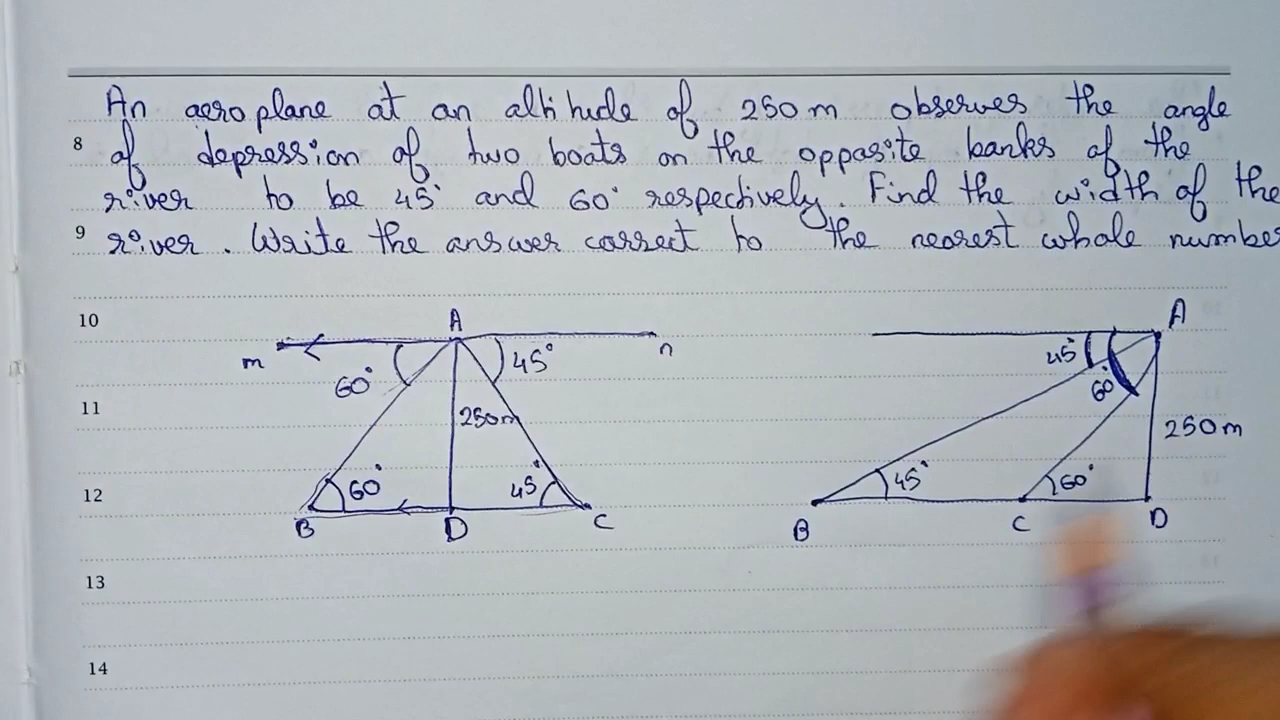 An aeroplane at an altitude of 250 m observes the angle
8 of depression of two boats on the opposite banks of the
river to be 45° and 60° respectively. Find the width of the
9 river. Write the answer correct to the nearest whole number
10
A
A
m
n
60°
45°
45°
60°
11
250m
250m
12
60°
45°
45°
60°
B
D
C
B
C
D
13
14